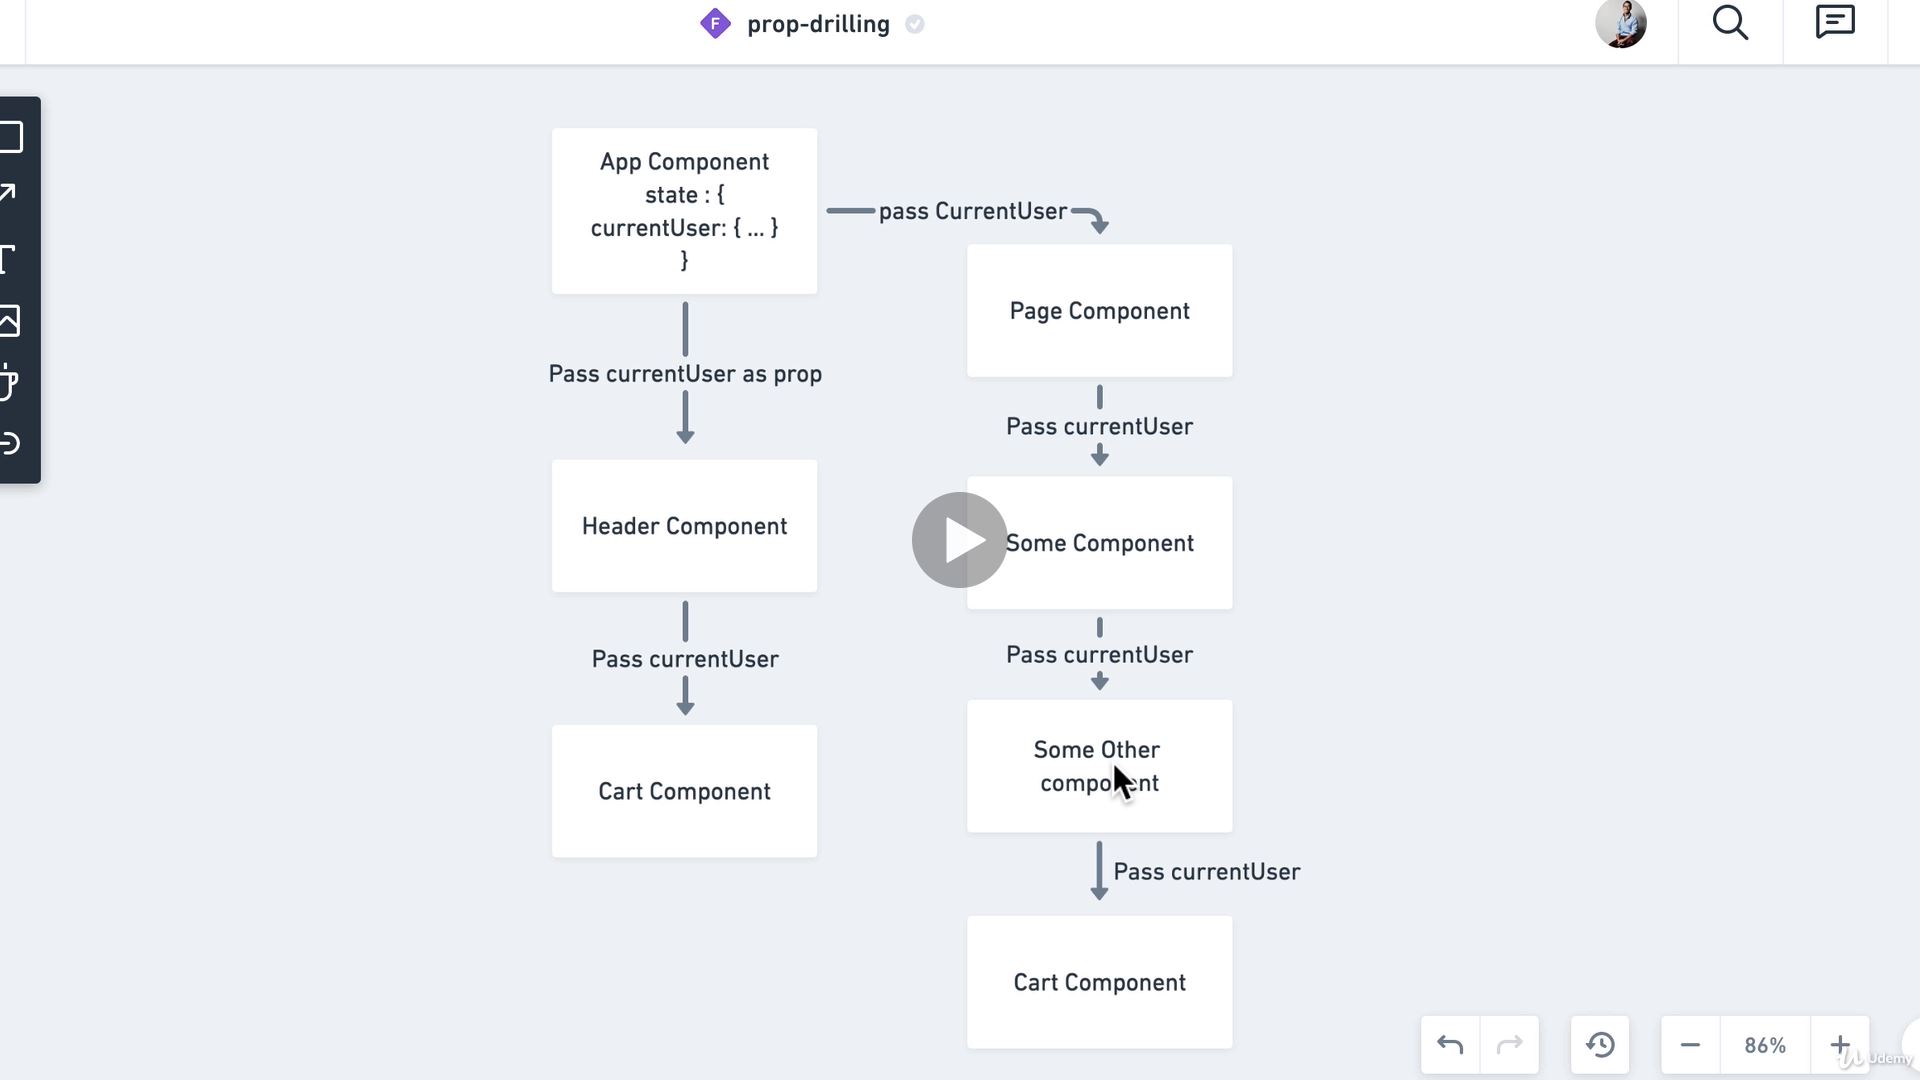 F
prop-drilling
App Component
state : {
currentUser: { ... }
}
pass CurrentUser
Page Component
Pass currentUser as prop
Pass currentUser
Header Component
Some Component
Pass currentUser
Pass currentUser
Some Other
component
Cart Component
Pass currentUser
Cart Component
86%
Udemy